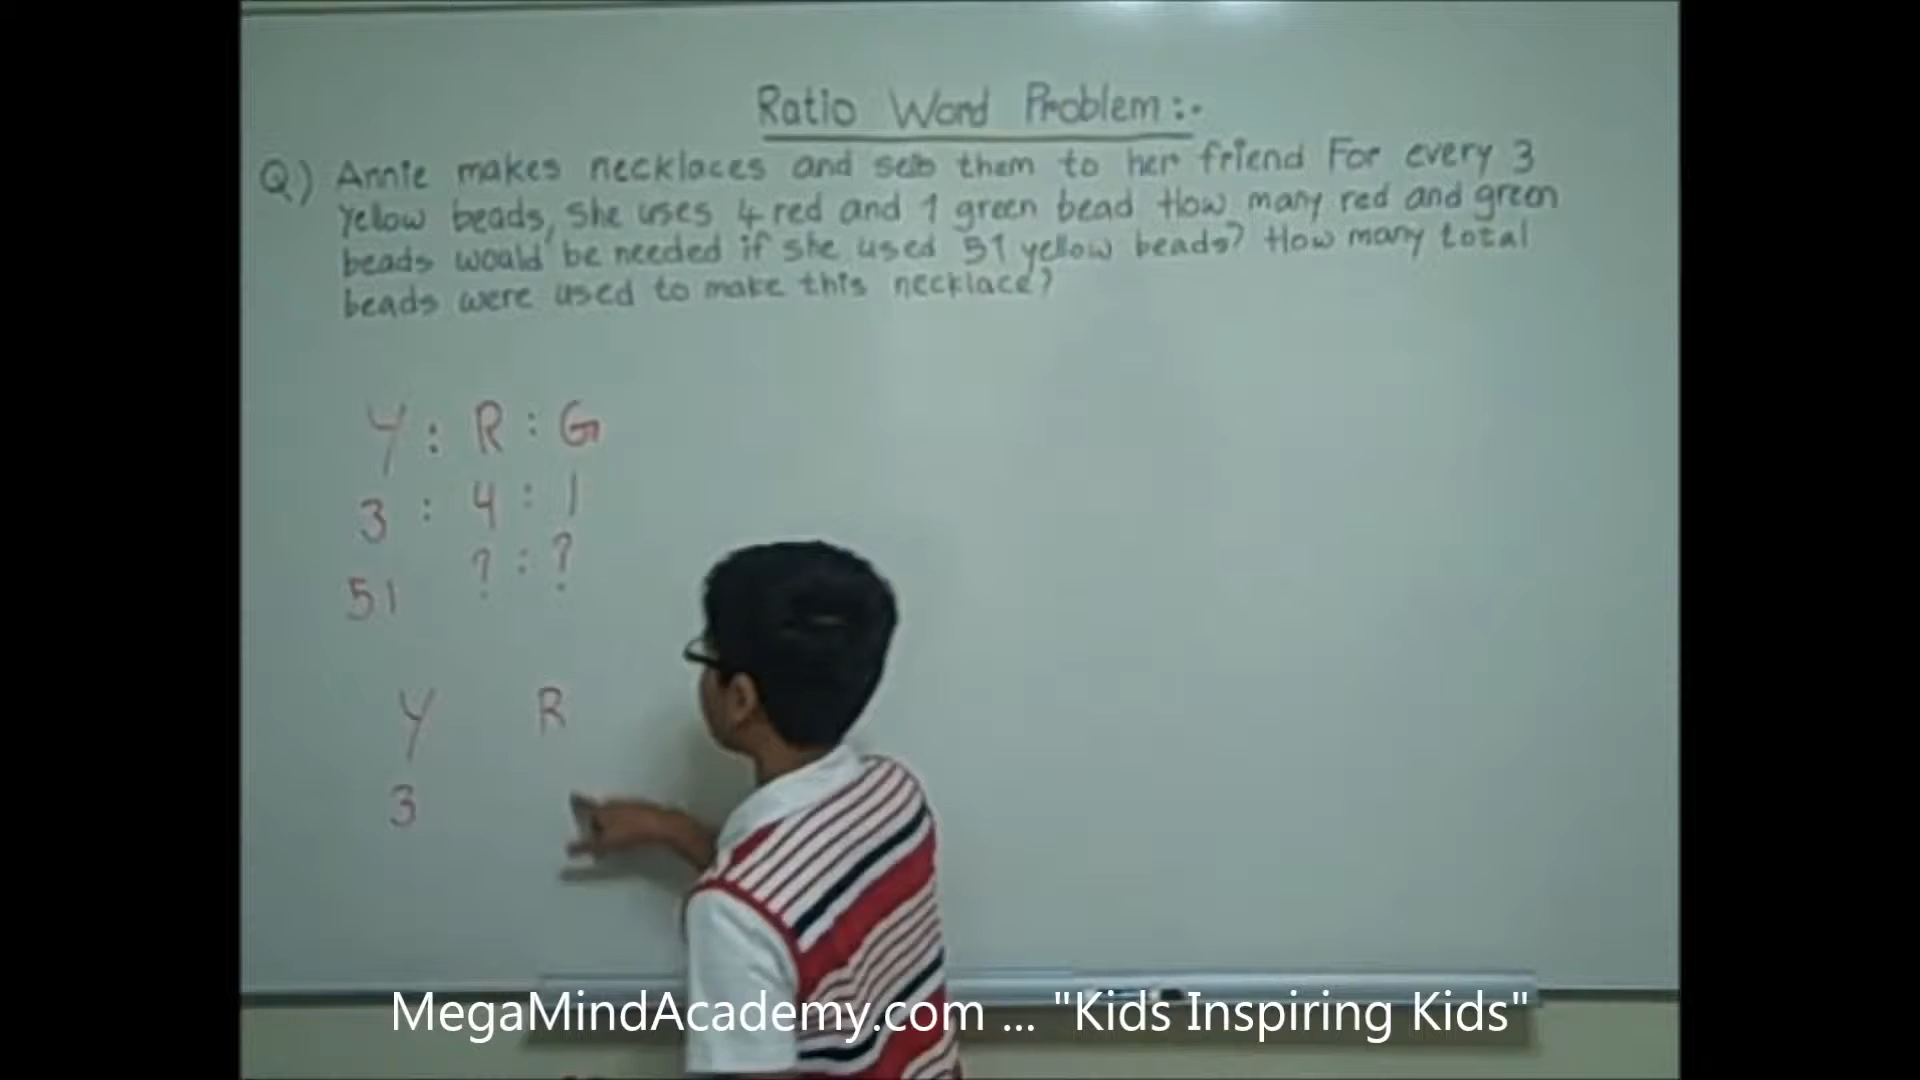 Ratio Word Problem:-
Q) Annie makes necklaces and sells them to her friend For every 3
yellow beads, she uses 4 red and 1 green bead How many red and green
beads would be needed if she used 51 yellow beads? How many total
beads were used to make this necklace?
Y : R : G
3 : 4 : 1
51 ? : ?
Y R
3
MegaMindAcademy.com ... "Kids Inspiring Kids"